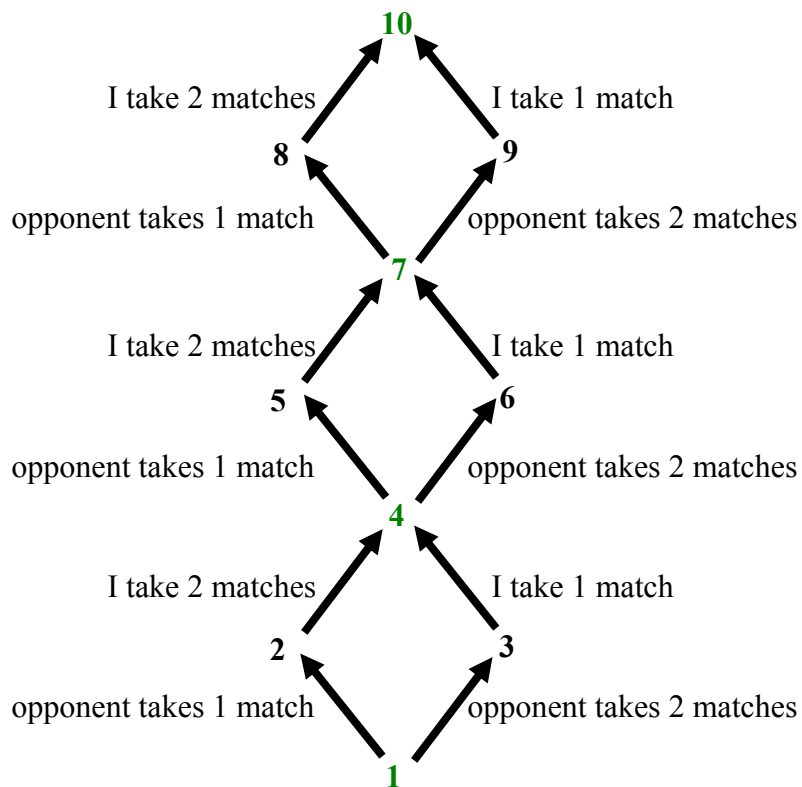 10
I take 2 matches I take 1 match
8 9
opponent takes 1 match opponent takes 2 matches
7
I take 2 matches I take 1 match
5 6
opponent takes 1 match opponent takes 2 matches
4
I take 2 matches I take 1 match
2 3
opponent takes 1 match opponent takes 2 matches
1